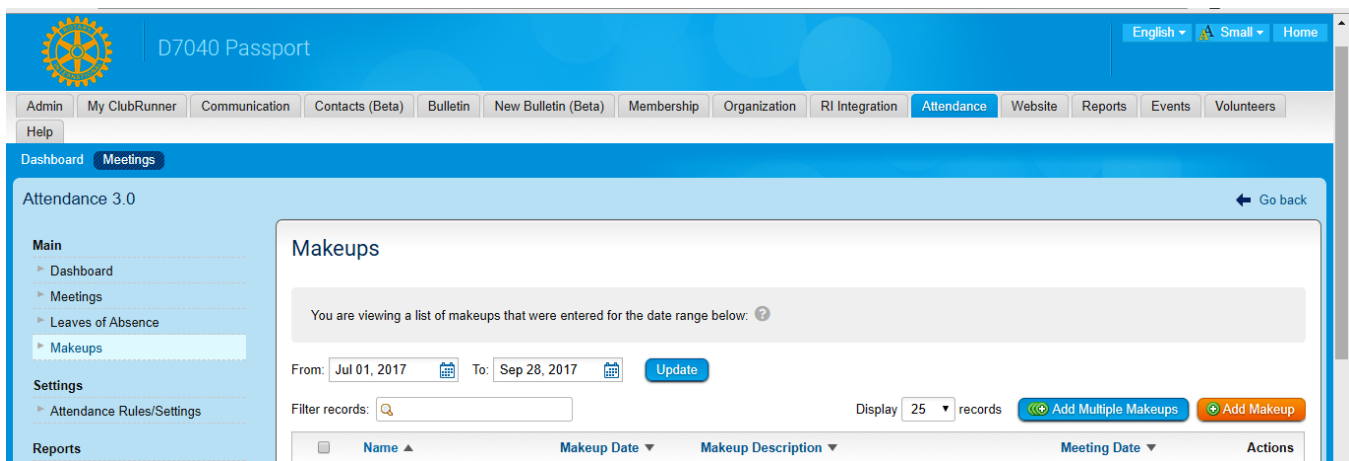 English Small Home
D7040 Passport
Admin My ClubRunner Communication Contacts (Beta) Bulletin New Bulletin (Beta) Membership Organization RI Integration Attendance Website Reports Events Volunteers
Help
Dashboard Meetings
Attendance 3.0 Go back
Main
Dashboard
Meetings
Leaves of Absence
Makeups
Settings
Attendance Rules/Settings
Reports
Makeups
You are viewing a list of makeups that were entered for the date range below: ?
From: Jul 01, 2017 To: Sep 28, 2017 Update
Filter records: Display 25 records Add Multiple Makeups Add Makeup
Name Makeup Date Makeup Description Meeting Date Actions